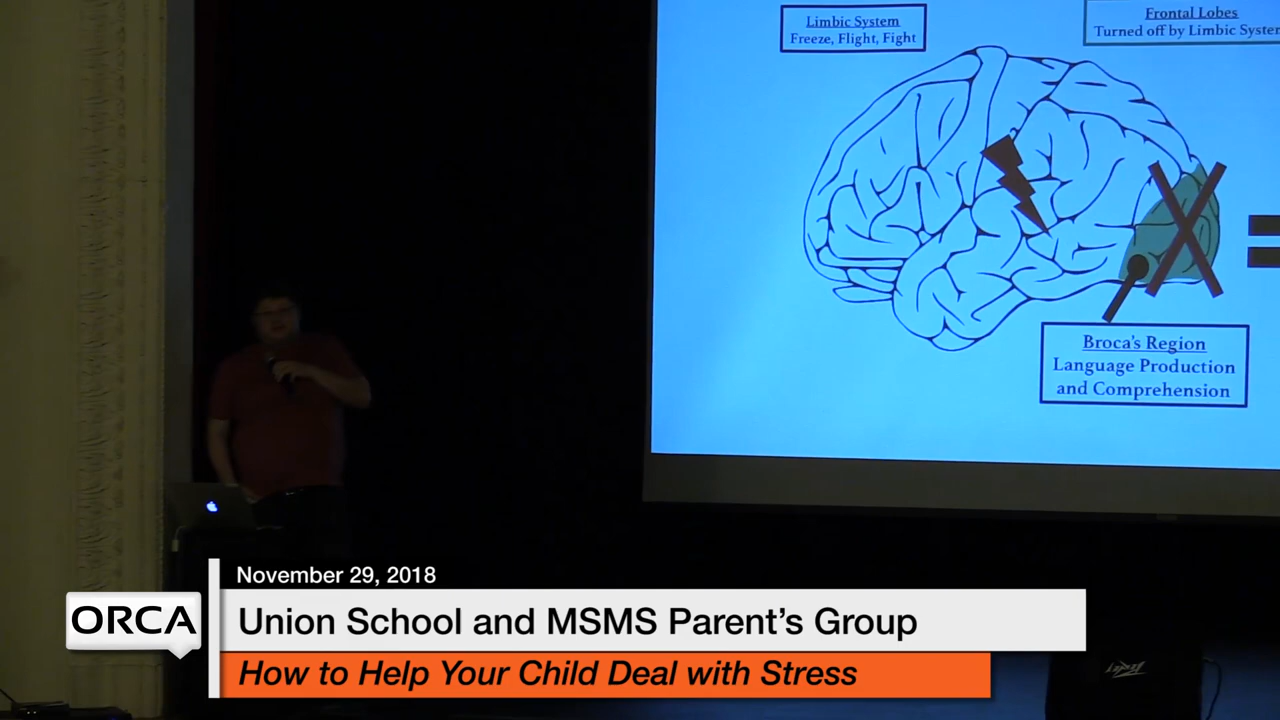 Limbic System
Freeze, Flight, Fight
Frontal Lobes
Turned off by Limbic System
Broca's Region
Language Production
and Comprehension
November 29, 2018
ORCA
Union School and MSMS Parent's Group
How to Help Your Child Deal with Stress